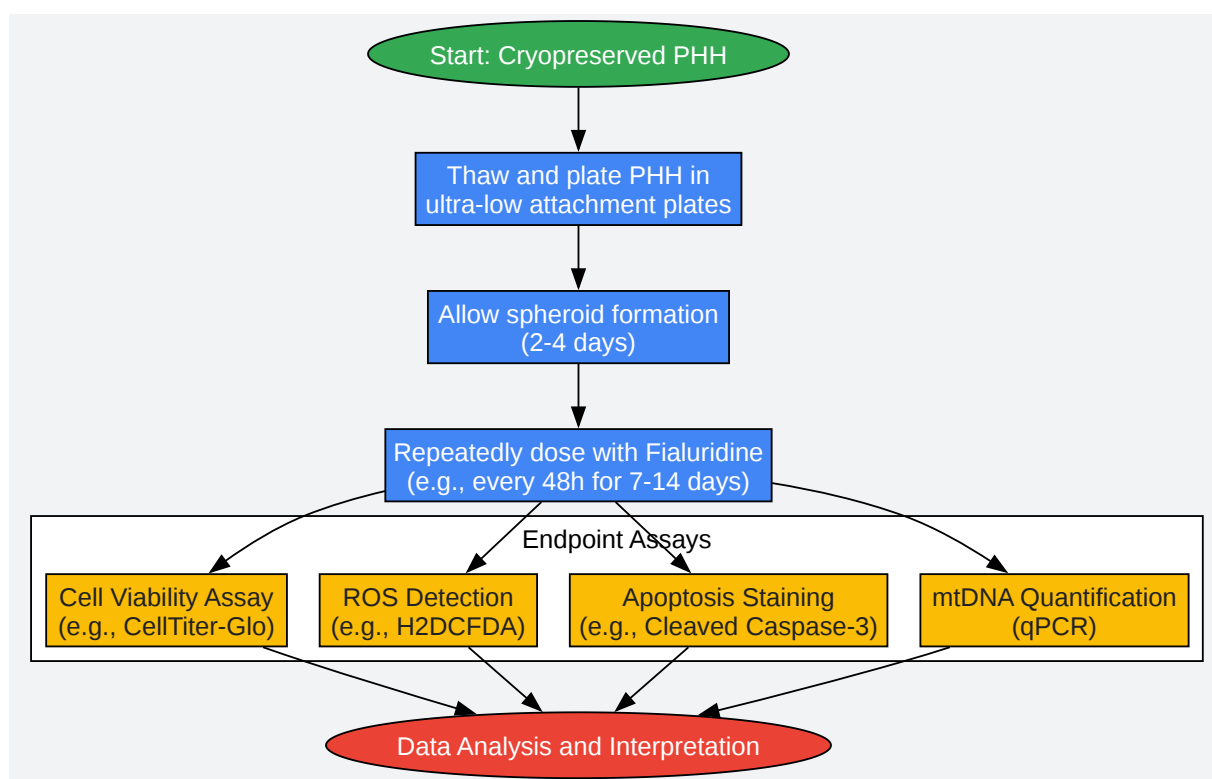 Start: Cryopreserved PHH
Thaw and plate PHH in
ultra-low attachment plates
Allow spheroid formation
(2-4 days)
Repeatedly dose with Fialuridine
(e.g., every 48h for 7-14 days)
Endpoint Assays
Cell Viability Assay
(e.g., CellTiter-Glo)
ROS Detection
(e.g., H2DCFDA)
Apoptosis Staining
(e.g., Cleaved Caspase-3)
mtDNA Quantification
(qPCR)
Data Analysis and Interpretation